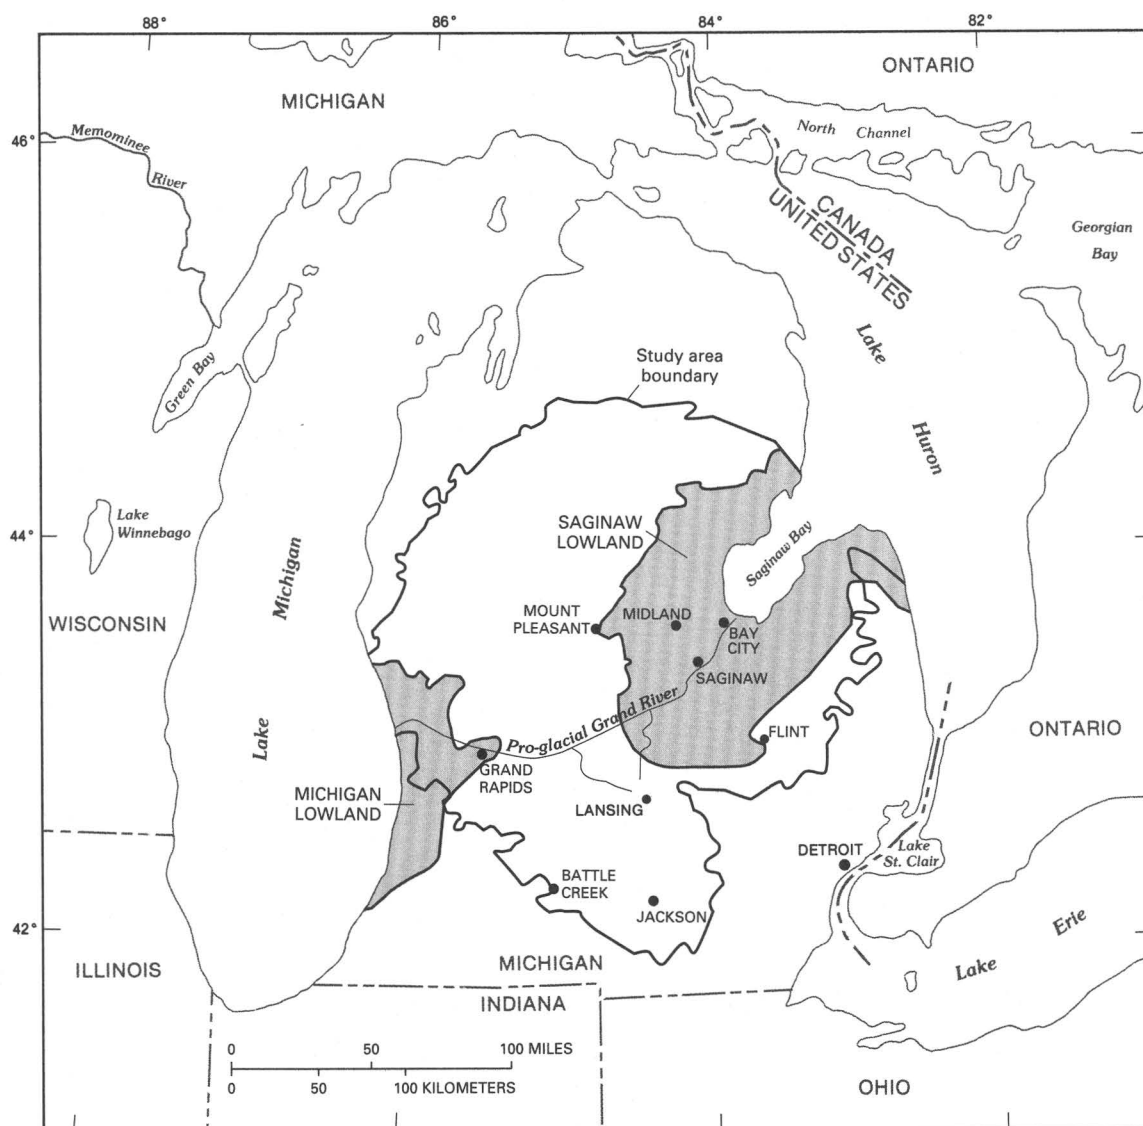 88°
86°
84°
82°
ONTARIO
MICHIGAN
46°
Memominee
River
North Channel
CANADA
UNITED STATES
Georgian
Bay
Lake
Huron
Green Bay
Study area
boundary
44°
Lake
Winnebago
SAGINAW
LOWLAND
Saginaw Bay
Michigan
Lake
WISCONSIN
MOUNT
PLEASANT
MIDLAND
BAY
CITY
SAGINAW
Pro-glacial Grand River
FLINT
ONTARIO
GRAND
RAPIDS
MICHIGAN
LOWLAND
LANSING
DETROIT
Lake
St. Clair
BATTLE
CREEK
JACKSON
42°
Lake Erie
ILLINOIS
MICHIGAN
INDIANA
0 50 100 MILES
0 50 100 KILOMETERS
OHIO